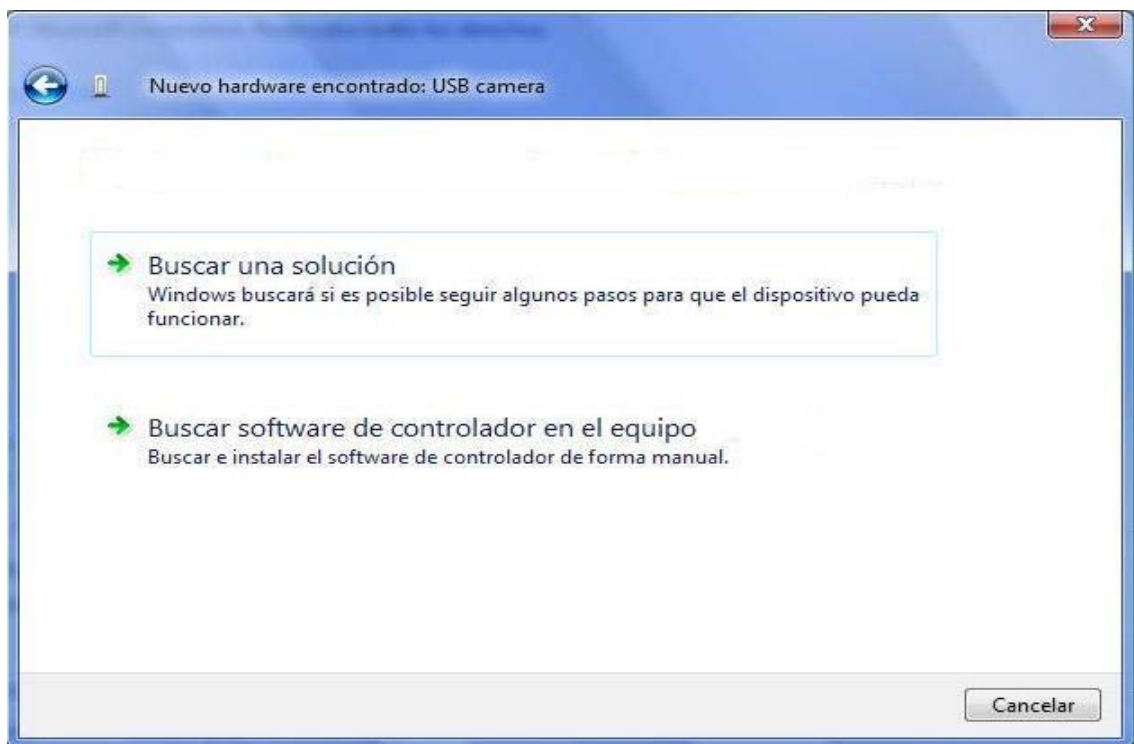 Nuevo hardware encontrado: USB camera
Buscar una solución
Windows buscará si es posible seguir algunos pasos para que el dispositivo pueda
funcionar.
Buscar software de controlador en el equipo
Buscar e instalar el software de controlador de forma manual.
Cancelar